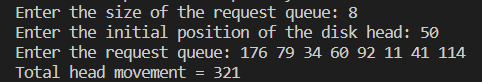 Enter the size of the request queue: 8
Enter the initial position of the disk head: 50
Enter the request queue: 176 79 34 60 92 11 41 114
Total head movement = 321